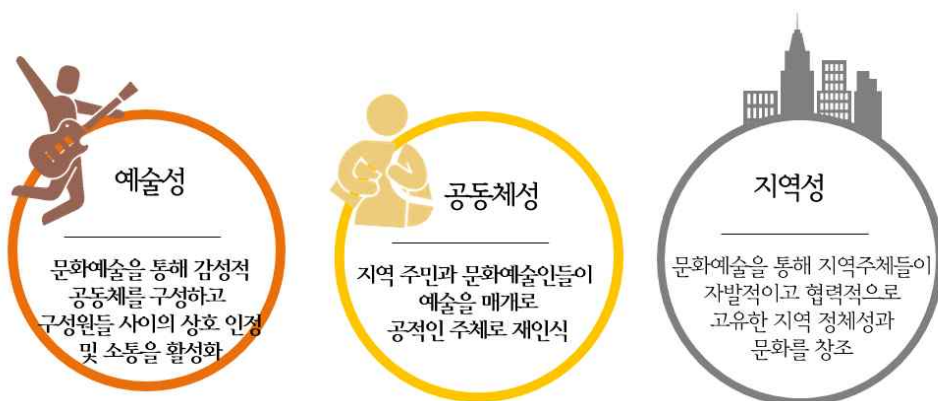 예술성
문화예술을 통해 감성적
공동체를 구성하고
구성원들 사이의 상호 인정
및 소통을 활성화
공동체성
지역 주민과 문화예술인들이
예술을 매개로
공적인 주체로 재인식
지역성
문화예술을 통해 지역주체들이
자발적이고 협력적으로
고유한 지역 정체성과
문화를 창조